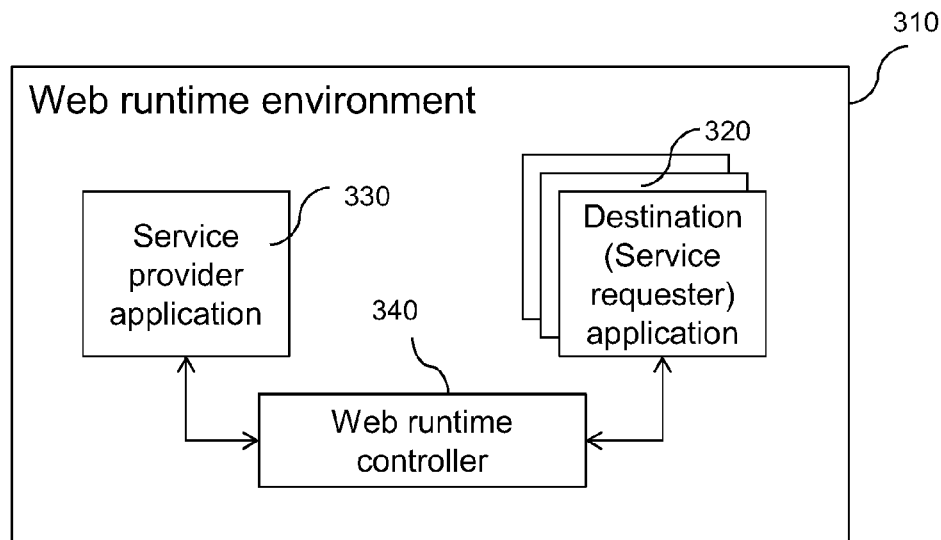 310
Web runtime environment
320
330
Service
provider
application
Destination
(Service
requester)
application
340
Web runtime
controller